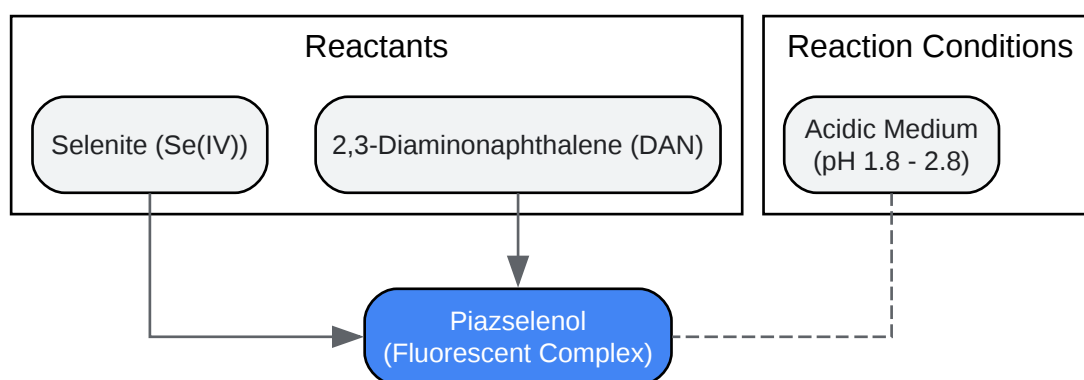 Reactants
Reaction Conditions
Selenite (Se(IV))
2,3-Diaminonaphthalene (DAN)
Acidic Medium
(pH 1.8 - 2.8)
Piazselenol
(Fluorescent Complex)